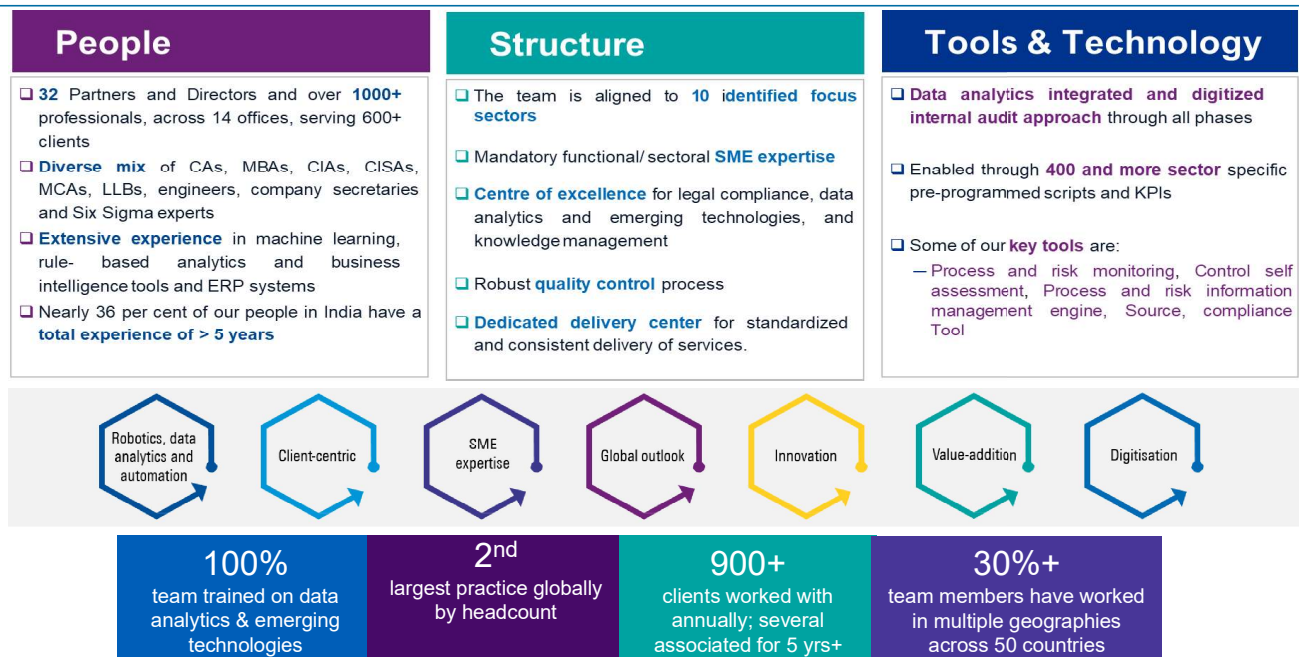 People
32 Partners and Directors and over 1000+
professionals, across 14 offices, serving 600+
clients
Diverse mix of CAs, MBAs, CIAs, CISAs,
MCAs, LLBs, engineers, company secretaries
and Six Sigma experts
Extensive experience in machine learning,
rule- based analytics and business
intelligence tools and ERP systems
Nearly 36 per cent of our people in India have a
total experience of > 5 years
Structure
The team is aligned to 10 identified focus
sectors
Mandatory functional/ sectoral SME expertise
Centre of excellence for legal compliance, data
analytics and emerging technologies, and
knowledge management
Robust quality control process
Dedicated delivery center for standardized
and consistent delivery of services.
Tools & Technology
Data analytics integrated and digitized
internal audit approach through all phases
Enabled through 400 and more sector specific
pre-programmed scripts and KPIs
Some of our key tools are:
— Process and risk monitoring, Control self
assessment, Process and risk information
management engine, Source, compliance
Tool
Robotics, data
analytics and
automation
Client-centric
SME
expertise
Global outlook
Innovation
Value-addition
Digitisation
100%
team trained on data
analytics & emerging
technologies
2nd
largest practice globally
by headcount
900+
clients worked with
annually; several
associated for 5 yrs+
30%+
team members have worked
in multiple geographies
across 50 countries